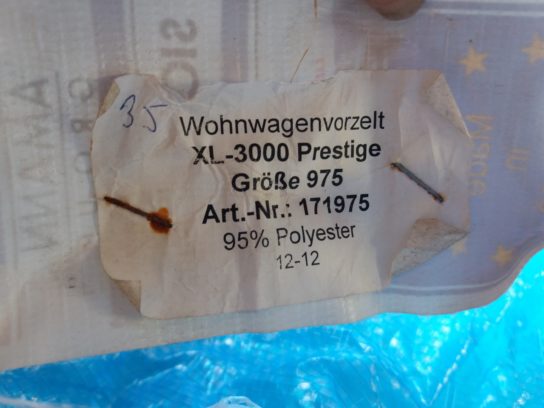 35
Wohnwagenvorzelt
XL-3000 Prestige
Größe 975
Art.-Nr.: 171975
95% Polyester
12-12